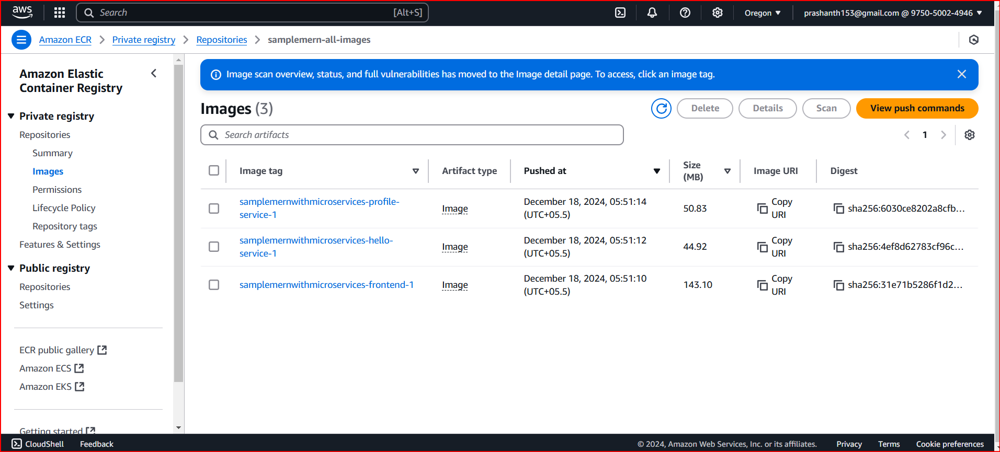 aws
Search [Alt+S]
Oregon
prashanth153@gmail.com @ 9750-5002-4946
Amazon ECR
Private registry
Repositories
samplemern-all-images
Amazon Elastic
Container Registry
Private registry
Repositories
Summary
Images
Permissions
Lifecycle Policy
Repository tags
Features & Settings
Public registry
Repositories
Settings
ECR public gallery
Amazon ECS
Amazon EKS
Getting started
Image scan overview, status, and full vulnerabilities has moved to the Image detail page. To access, click an image tag.
Images (3)
Delete
Details
Scan
View push commands
Search artifacts
1
Image tag
Artifact type
Pushed at
Size
(MB)
Image URI
Digest
samplemernwithmicroservices-profile-
service-1
Image
December 18, 2024, 05:51:14
(UTC+05.5)
50.83
Copy
URI
sha256:6030ce8202a8cfb...
samplemernwithmicroservices-hello-
service-1
Image
December 18, 2024, 05:51:12
(UTC+05.5)
44.92
Copy
URI
sha256:4ef8d62783cf96c...
samplemernwithmicroservices-frontend-1
Image
December 18, 2024, 05:51:10
(UTC+05.5)
143.10
Copy
URI
sha256:31e71b5286f1d2...
CloudShell
Feedback
© 2024, Amazon Web Services, Inc. or its affiliates.
Privacy
Terms
Cookie preferences